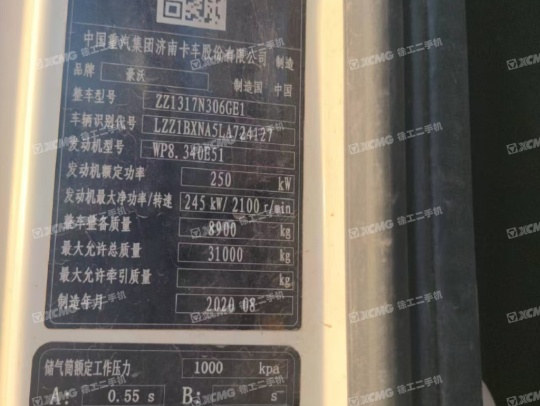 中国重汽集团济南卡车股份有限公司 制造
品牌 豪沃 制造国 中国
整车型号 ZZ1317N306GE1
车辆识别代号 LZZ1BXNA5LA724127
发动机型号 WP8.340E51
发动机额定功率 250 kW
发动机最大净功率/转速 245 kW/ 2100 r/min
整车整备质量 8900 kg
最大允许总质量 31000 kg
最大允许牵引质量 kg
制造年月 2020 08
储气筒额定工作压力 1000 kpa
A: 0.55 s B: s
XCMG 徐工二手机